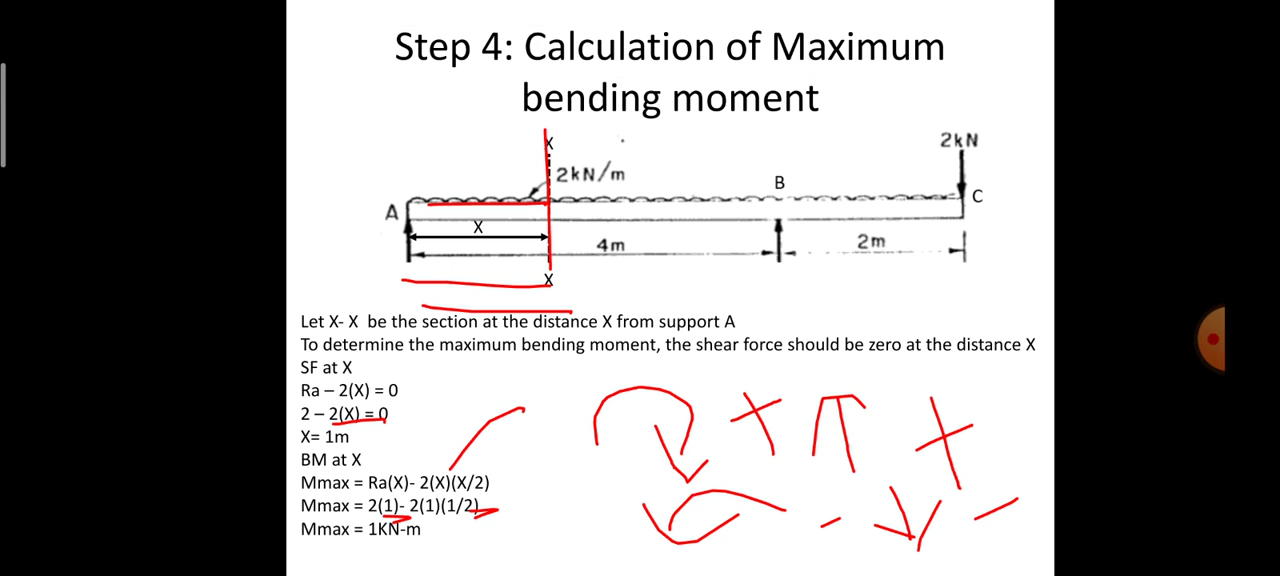 Step 4: Calculation of Maximum
bending moment
X
2kN
2kN/m
B
A
C
X
4m
2m
X
Let X- X be the section at the distance X from support A
To determine the maximum bending moment, the shear force should be zero at the distance X
SF at X
Ra – 2(X) = 0
2 – 2(X) = 0
X= 1m
BM at X
Mmax = Ra(X)- 2(X)(X/2)
Mmax = 2(1)- 2(1)(1/2)
Mmax = 1KN-m